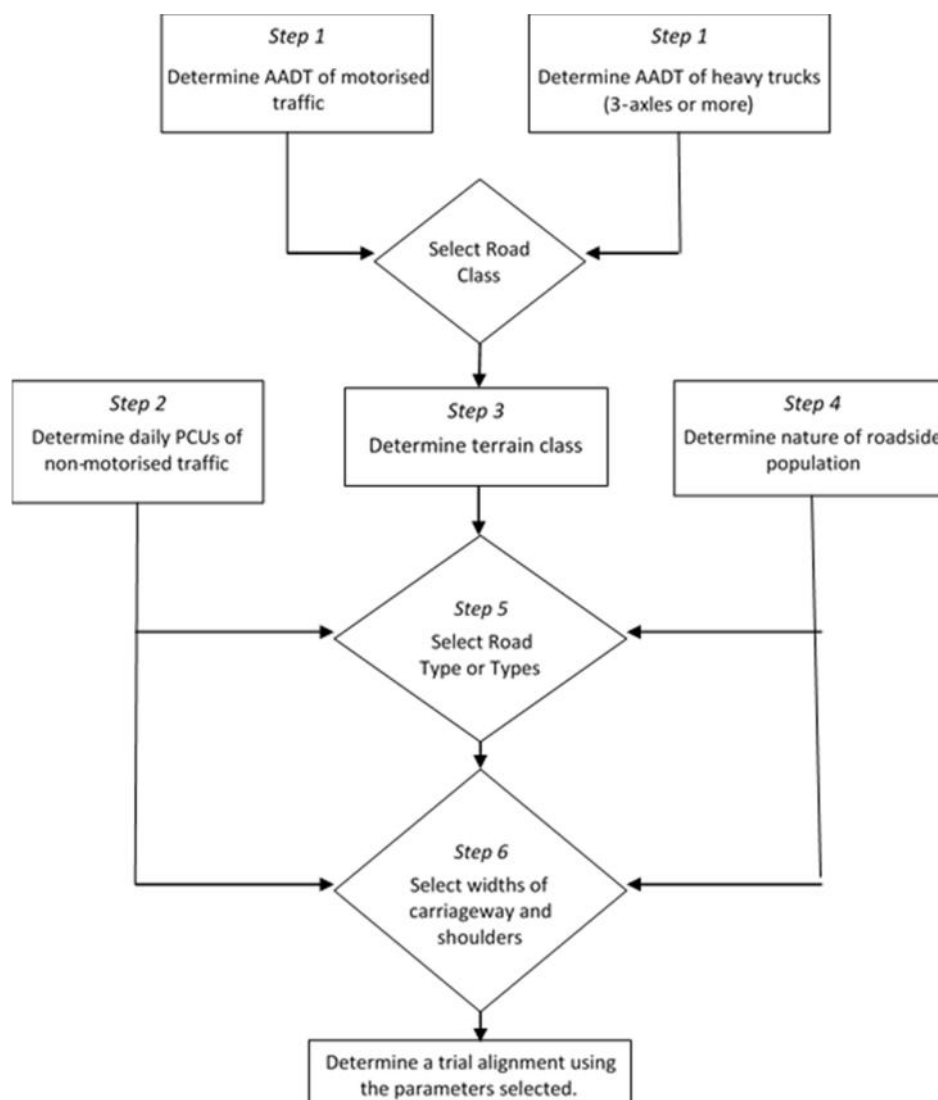 Step 1
Determine AADT of motorised
traffic
Step 1
Determine AADT of heavy trucks
(3-axles or more)
Select Road
Class
Step 2
Determine daily PCUs of
non-motorised traffic
Step 3
Determine terrain class
Step 4
Determine nature of roadside
population
Step 5
Select Road
Type or Types
Step 6
Select widths of
carriageway and
shoulders
Determine a trial alignment using
the parameters selected.